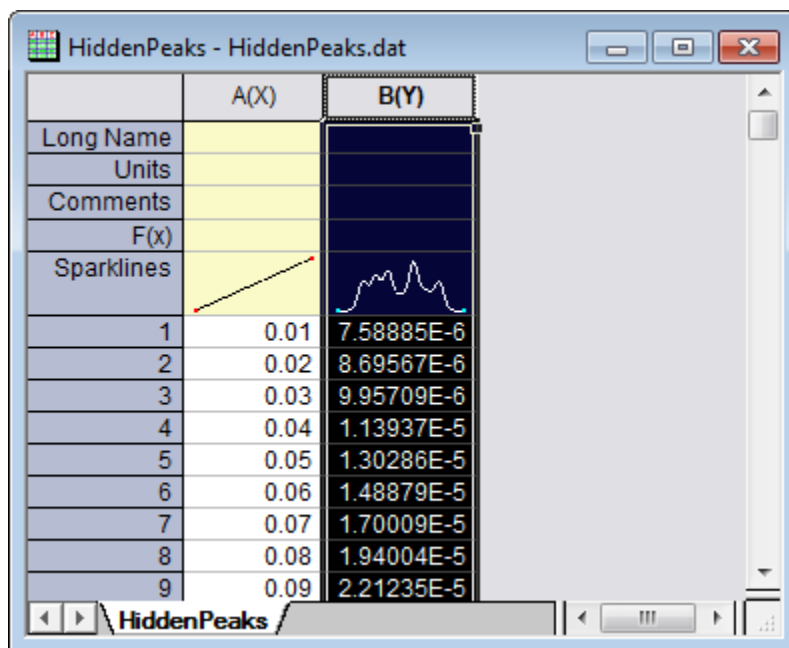 HiddenPeaks - HiddenPeaks.dat
A(X) B(Y)
Long Name
Units
Comments
F(x)
Sparklines
1 0.01 7.58885E-6
2 0.02 8.69567E-6
3 0.03 9.95709E-6
4 0.04 1.13937E-5
5 0.05 1.30286E-5
6 0.06 1.48879E-5
7 0.07 1.70009E-5
8 0.08 1.94004E-5
9 0.09 2.21235E-5
HiddenPeaks